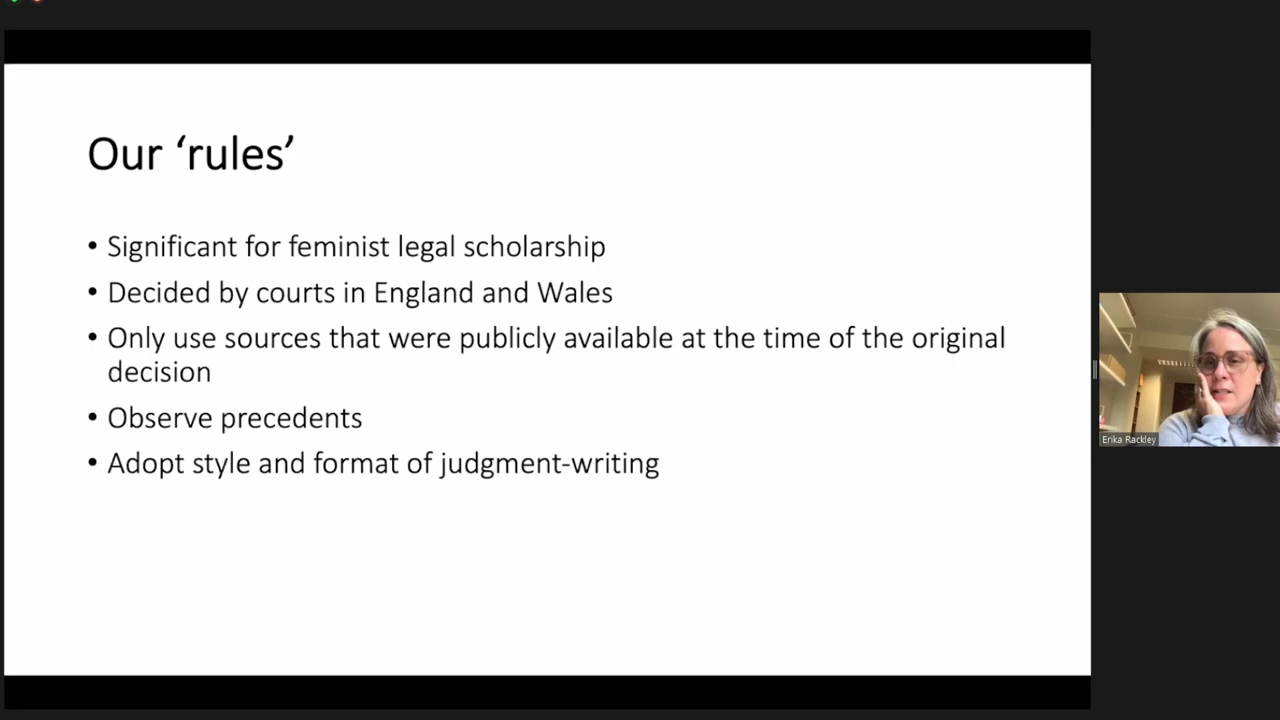 Our ‘rules’
• Significant for feminist legal scholarship
• Decided by courts in England and Wales
• Only use sources that were publicly available at the time of the original
decision
• Observe precedents
• Adopt style and format of judgment-writing
Erika Rackley